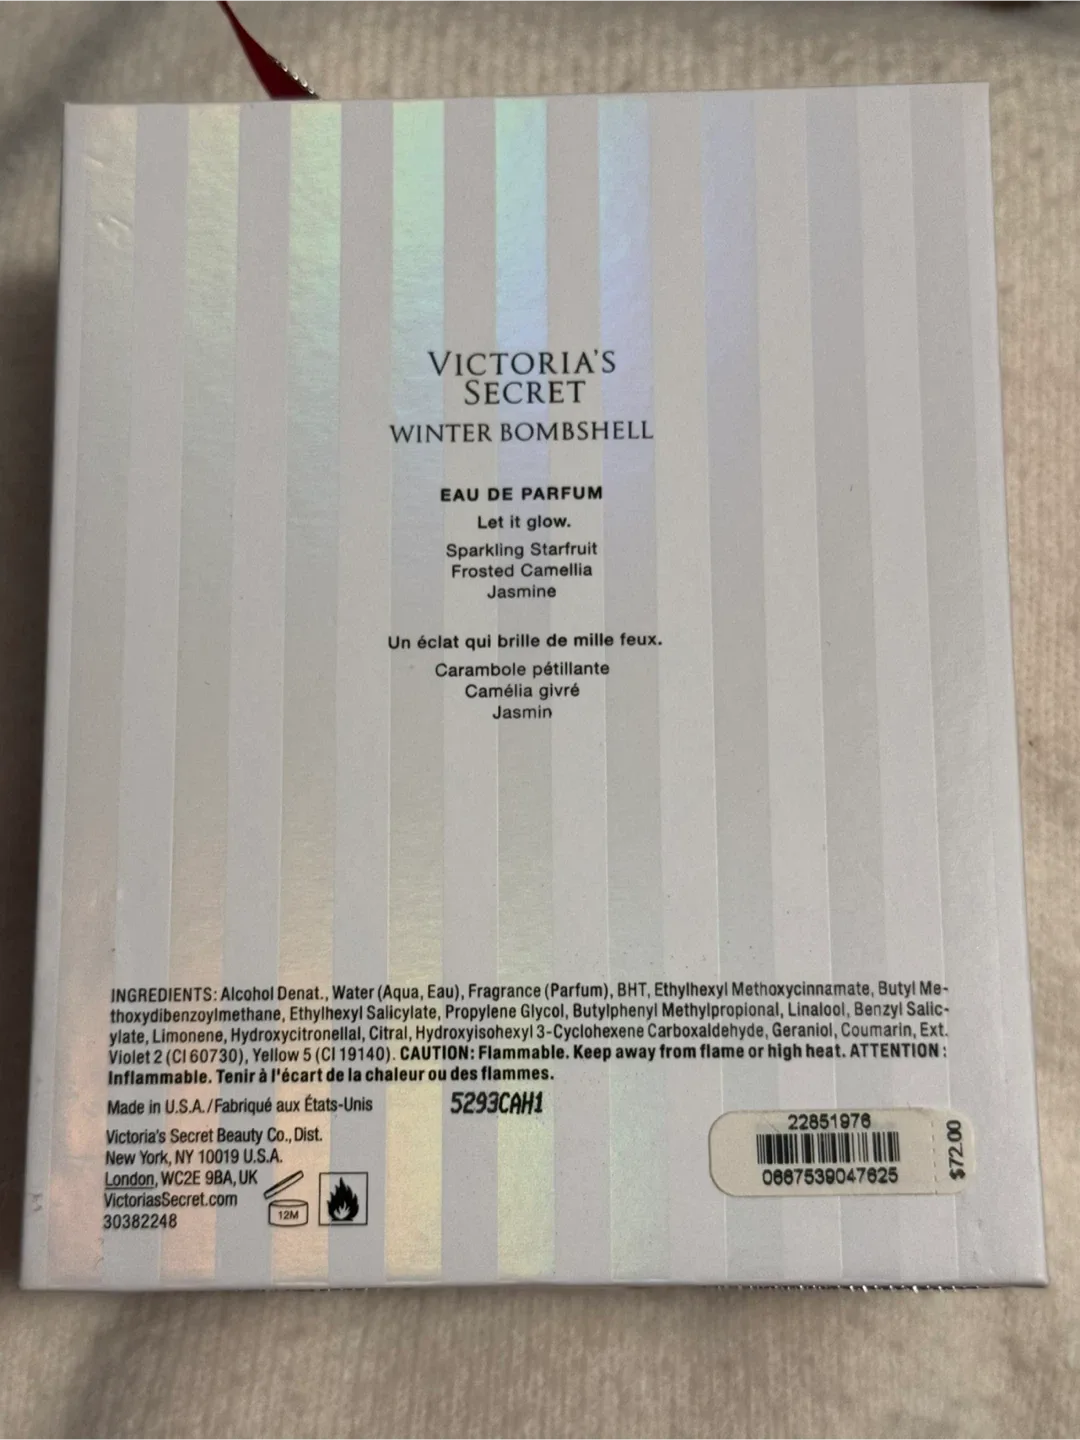 VICTORIA'S
SECRET
WINTER BOMBSHELL
EAU DE PARFUM
Let it glow.
Sparkling Starfruit
Frosted Camellia
Jasmine
Un éclat qui brille de mille feux.
Carambole pétillante
Camélia givré
Jasmin
INGREDIENTS: Alcohol Denat., Water (Aqua, Eau), Fragrance (Parfum), BHT, Ethylhexyl Methoxycinnamate, Butyl Me-
thoxydibenzoylmethane, Ethylhexyl Salicylate, Propylene Glycol, Butylphenyl Methylpropional, Linalool, Benzyl Salic-
ylate, Limonene, Hydroxycitronellal, Citral, Hydroxyisohexyl 3-Cyclohexene Carboxaldehyde, Geraniol, Coumarin, Ext.
Violet 2 (CI 60730), Yellow 5 (CI 19140). CAUTION: Flammable. Keep away from flame or high heat. ATTENTION :
Inflammable. Tenir à l'écart de la chaleur ou des flammes.
Made in U.S.A./Fabriqué aux États-Unis
5293CAH1
Victoria's Secret Beauty Co., Dist.
New York, NY 10019 U.S.A.
London, WC2E 9BA, UK
VictoriasSecret.com
30382248
12M
22851976
0667539047625
$72.00